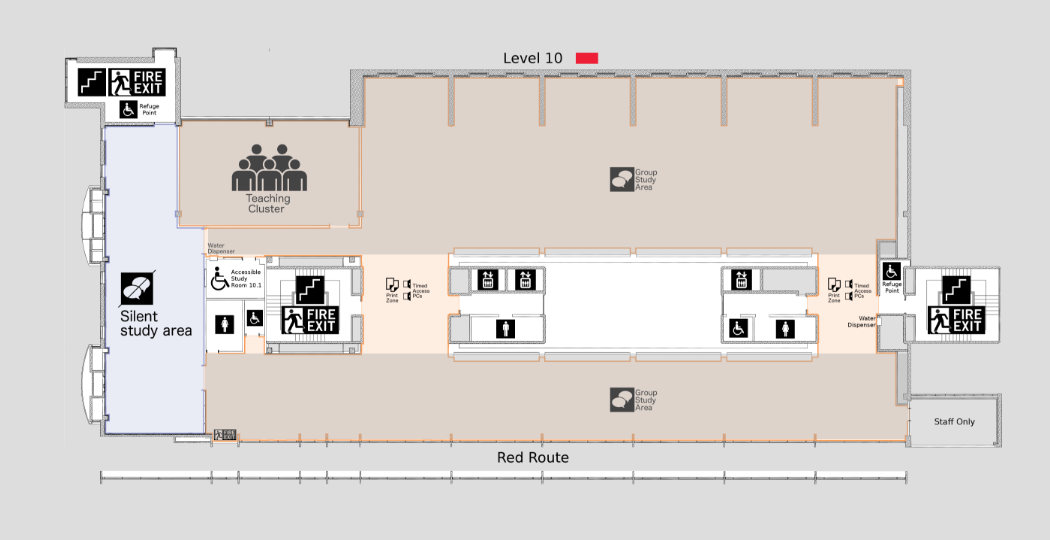 Level 10
FIRE
EXIT
Refuge
Point
Teaching
Cluster
Group
Study
Area
Water
Dispenser
Accessible
Study
Room 10.1
Print
Zone
Timed
Access
PCs
Print
Zone
Timed
Access
PCs
Refuge
Point
Silent
study area
FIRE
EXIT
Water
Dispenser
FIRE
EXIT
Group
Study
Area
FIRE
EXIT
Staff Only
Red Route